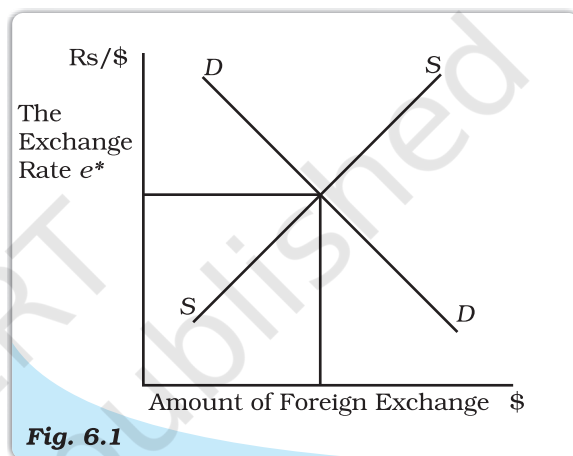 Rs/$
D
S
The
Exchange
Rate e*
S
D
Amount of Foreign Exchange $
Fig. 6.1